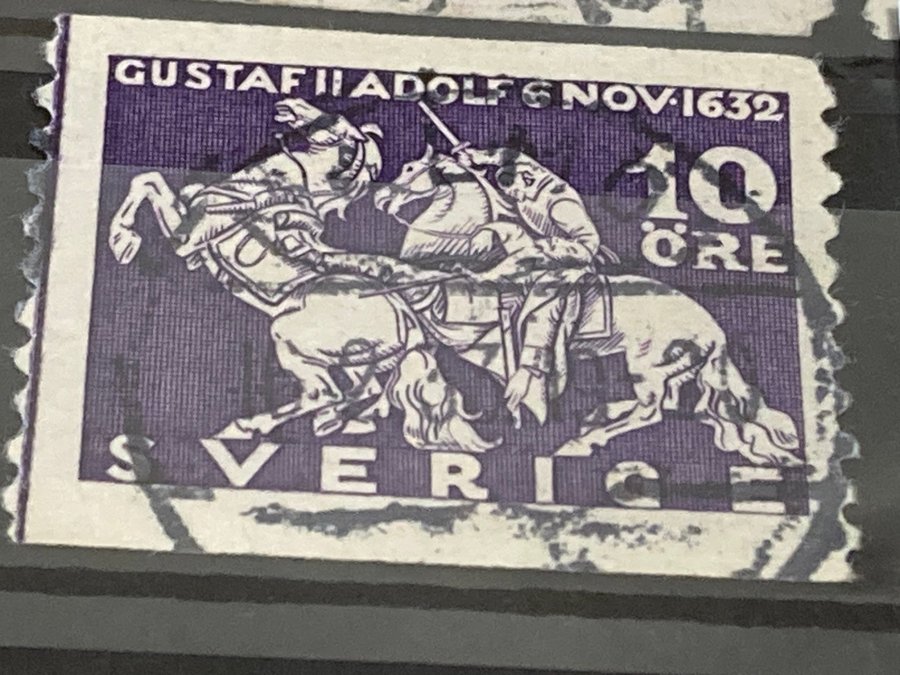 GUSTAF II ADOLF 6 NOV·1632
10
ÖRE
SVERIGE